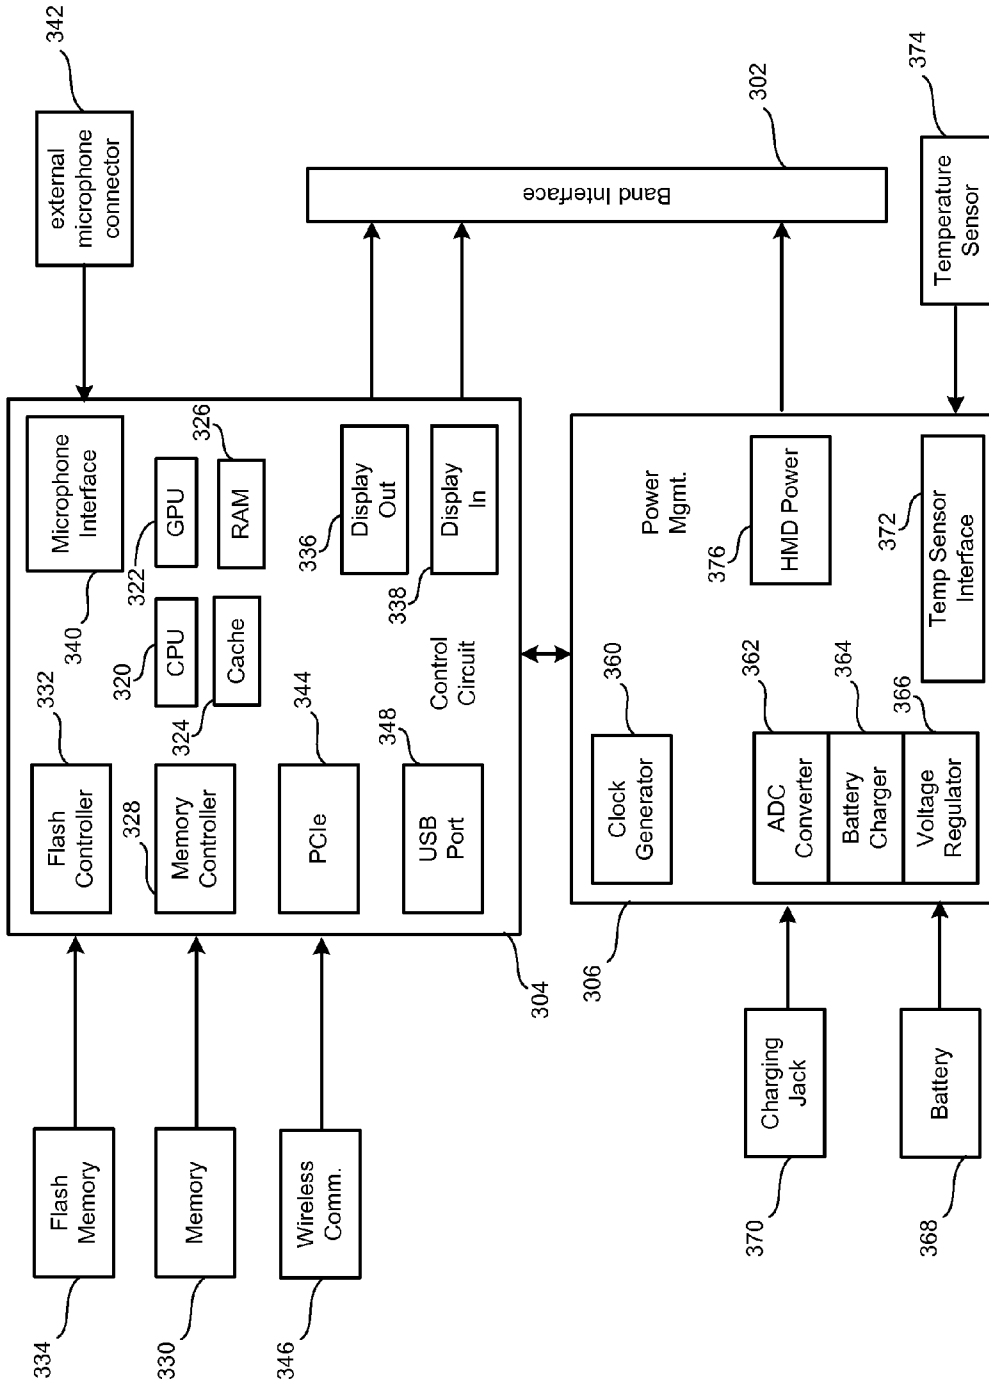 334
Flash
Memory
330
Memory
346
Wireless
Comm.
332
Flash
Controller
328
Memory
Controller
344
PCIe
348
USB
Port
304
320
CPU
324
Cache
322
GPU
326
RAM
340
Microphone
Interface
336
Display
Out
338
Display
In
Control
Circuit
342
external
microphone
connector
302
Band Interface
306
360
Clock
Generator
362
ADC
Converter
364
Battery
Charger
366
Voltage
Regulator
Power
Mgmt.
376
HMD Power
372
Temp Sensor
Interface
370
Charging
Jack
368
Battery
374
Temperature
Sensor